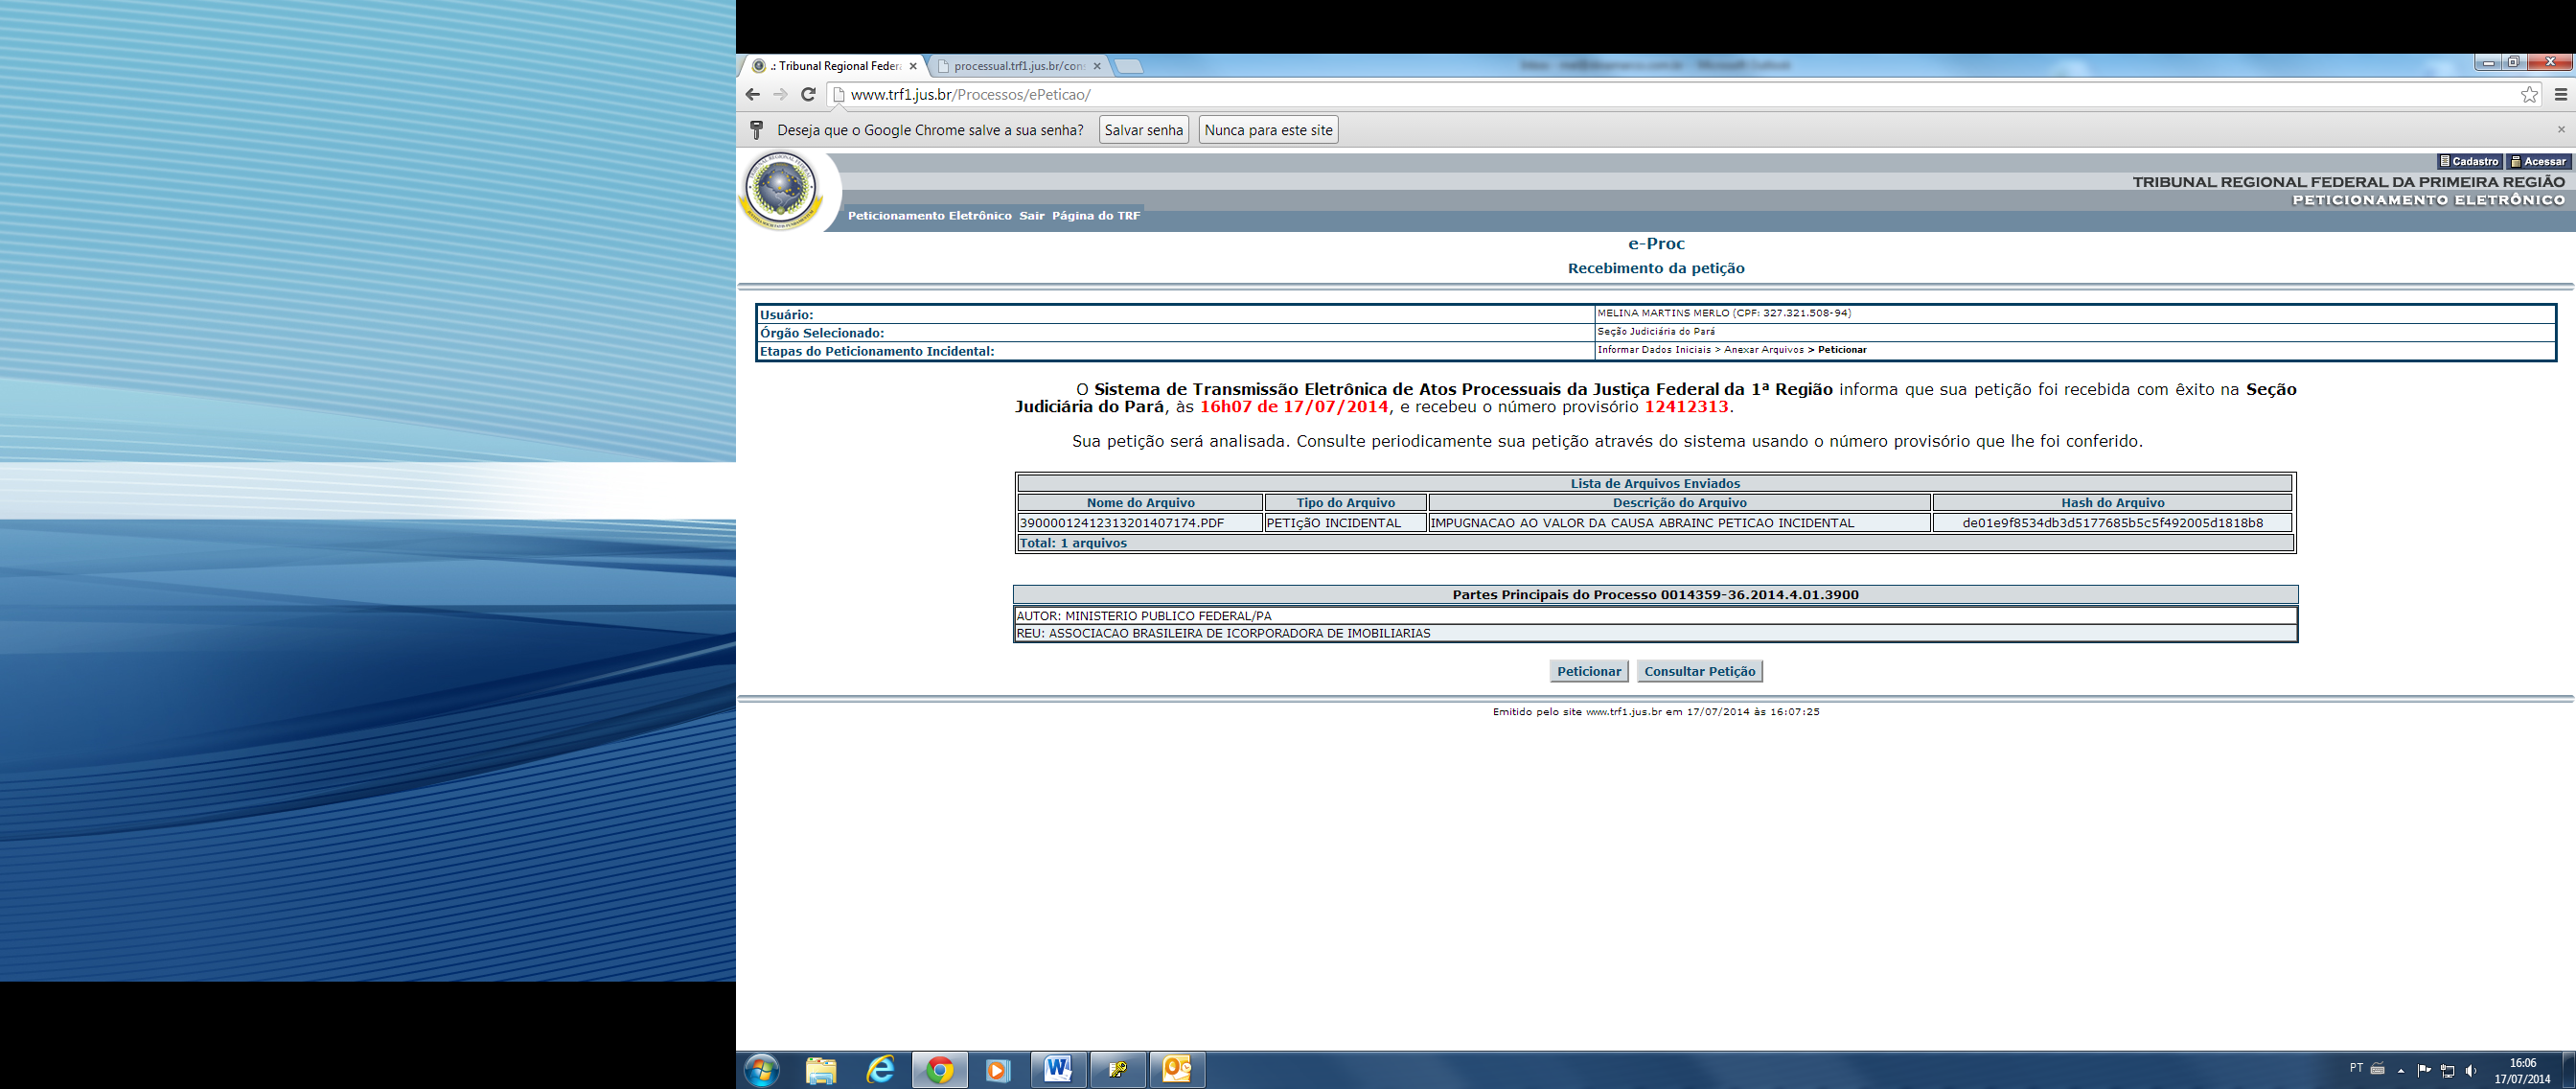 .: Tribunal Regional Feder
processual.trf1.jus.br/con
www.trf1.jus.br/Processos/ePeticao/
Deseja que o Google Chrome salve a sua senha? Salvar senha Nunca para este site
Cadastro Acessar
TRIBUNAL REGIONAL FEDERAL DA PRIMEIRA REGIÃO
PETICIONAMENTO ELETRÔNICO
Peticionamento Eletrônico Sair Página do TRF
e-Proc
Recebimento da petição
Usuário: MELINA MARTINS MERLO (CPF: 327.321.508-94)
Órgão Selecionado: Seção Judiciária do Pará
Etapas do Peticionamento Incidental: Informar Dados Iniciais > Anexar Arquivos > Peticionar
O Sistema de Transmissão Eletrônica de Atos Processuais da Justiça Federal da 1ª Região informa que sua petição foi recebida com êxito na Seção
Judiciária do Pará, às 16h07 de 17/07/2014, e recebeu o número provisório 12412313.
Sua petição será analisada. Consulte periodicamente sua petição através do sistema usando o número provisório que lhe foi conferido.
Lista de Arquivos Enviados
Nome do Arquivo Tipo do Arquivo Descrição do Arquivo Hash do Arquivo
39000012412313201407174.PDF PETIçãO INCIDENTAL IMPUGNACAO AO VALOR DA CAUSA ABRAINC PETICAO INCIDENTAL de01e9f8534db3d5177685b5c5f492005d1818b8
Total: 1 arquivos
Partes Principais do Processo 0014359-36.2014.4.01.3900
AUTOR: MINISTERIO PUBLICO FEDERAL/PA
REU: ASSOCIACAO BRASILEIRA DE ICORPORADORA DE IMOBILIARIAS
Peticionar Consultar Petição
Emitido pelo site www.trf1.jus.br em 17/07/2014 às 16:07:25
PT
16:06
17/07/2014